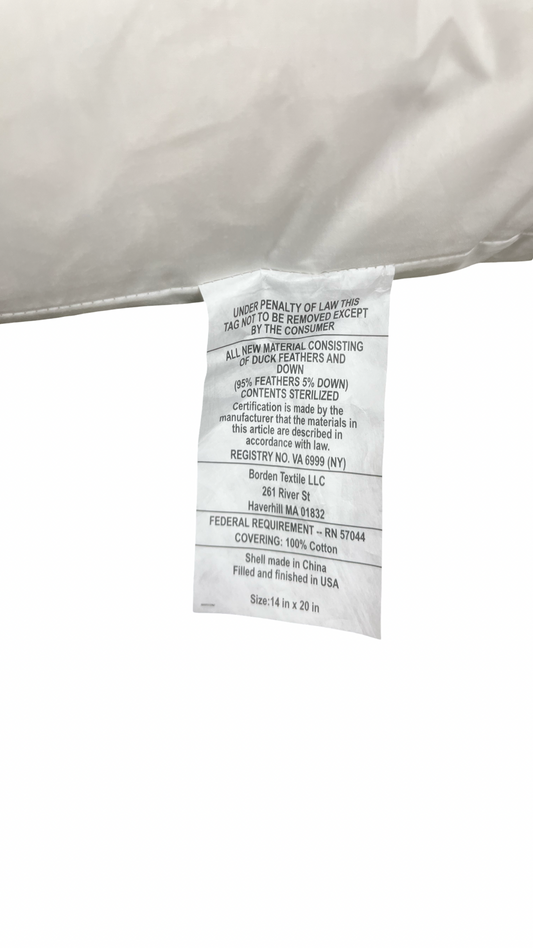 UNDER PENALTY OF LAW THIS
TAG NOT TO BE REMOVED EXCEPT
BY THE CONSUMER
ALL NEW MATERIAL CONSISTING
OF DUCK FEATHERS AND
DOWN
(95% FEATHERS 5% DOWN)
CONTENTS STERILIZED
Certification is made by the
manufacturer that the materials in
this article are described in
accordance with law.
REGISTRY NO. VA 6999 (NY)
Borden Textile LLC
261 River St
Haverhill MA 01832
FEDERAL REQUIREMENT -- RN 57044
COVERING: 100% Cotton
Shell made in China
Filled and finished in USA
Size:14 in x 20 in